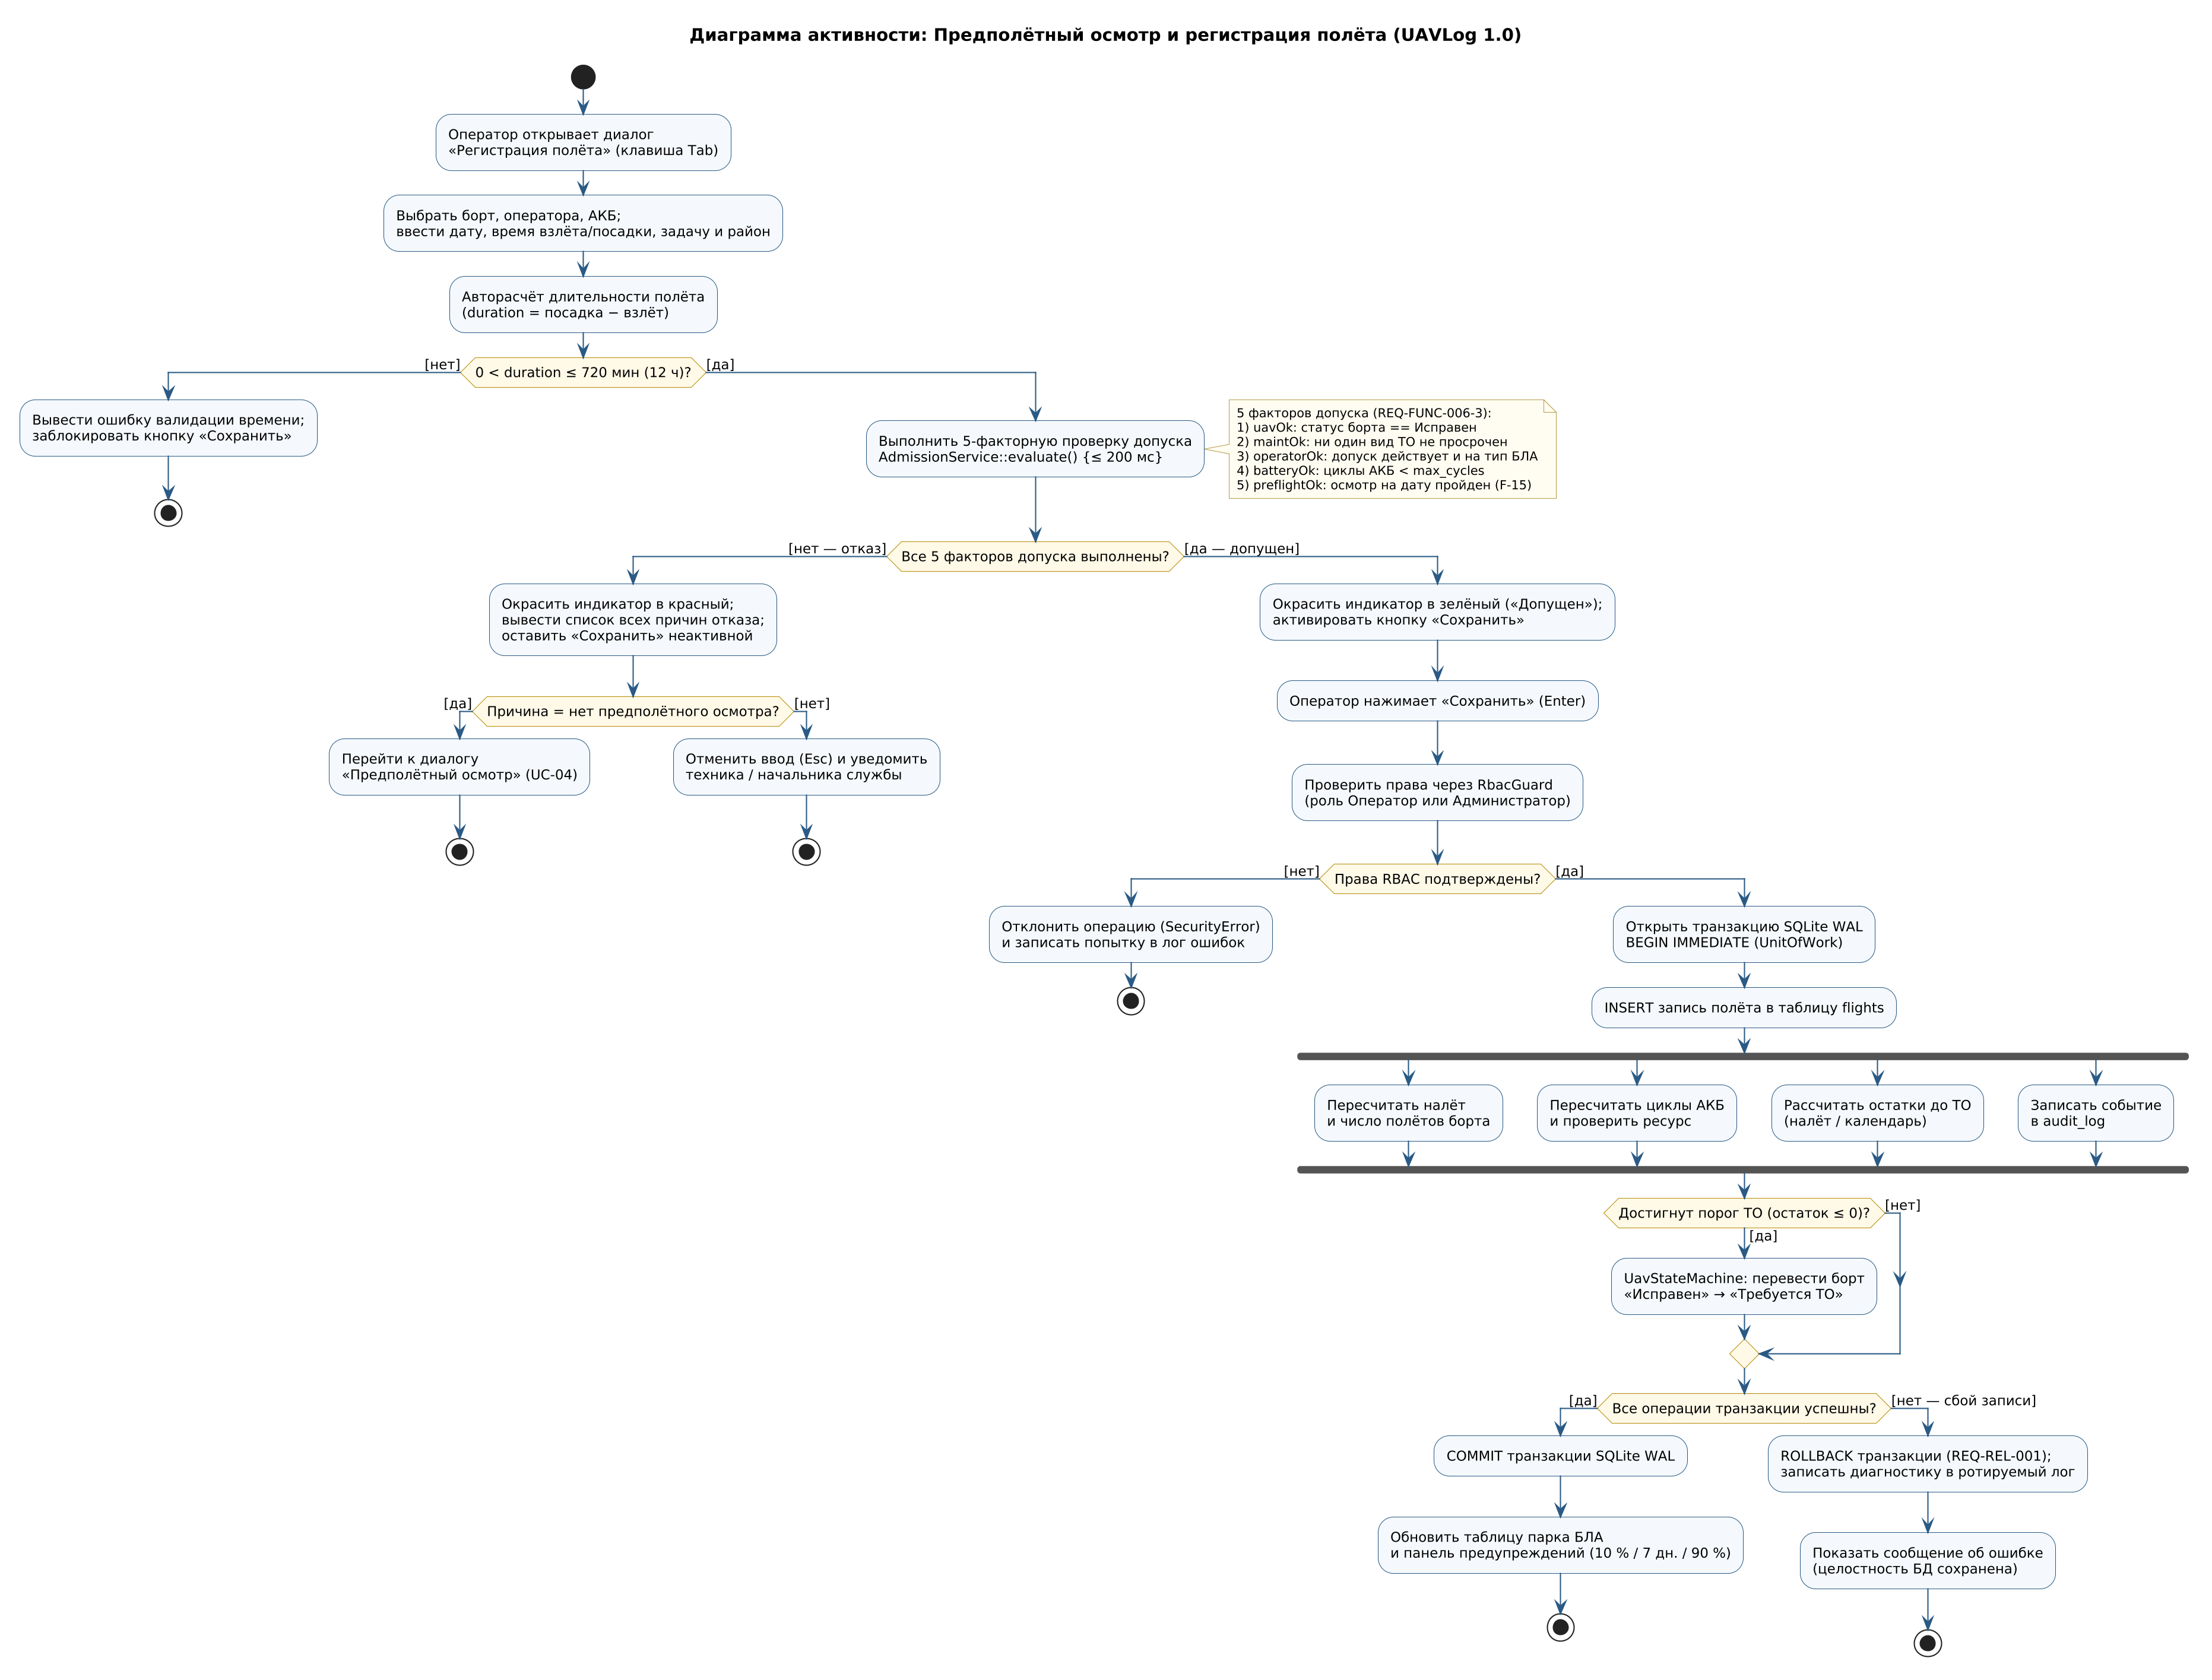 Диаграмма активности: Предполётный осмотр и регистрация полёта (UAVLog 1.0)
Оператор открывает диалог
«Регистрация полёта» (клавиша Tab)
Выбрать борт, оператора, АКБ;
ввести дату, время взлёта/посадки, задачу и район
Авторасчёт длительности полёта
(duration = посадка − взлёт)
[нет]
0 < duration ≤ 720 мин (12 ч)?
[да]
Вывести ошибку валидации времени;
заблокировать кнопку «Сохранить»
Выполнить 5-факторную проверку допуска
AdmissionService::evaluate() {≤ 200 мс}
5 факторов допуска (REQ-FUNC-006-3):
1) uavOk: статус борта == Исправен
2) maintOk: ни один вид ТО не просрочен
3) operatorOk: допуск действует и на тип БЛА
4) batteryOk: циклы АКБ < max_cycles
5) preflightOk: осмотр на дату пройден (F-15)
[нет — отказ]
Все 5 факторов допуска выполнены?
[да — допущен]
Окрасить индикатор в красный;
вывести список всех причин отказа;
оставить «Сохранить» неактивной
Окрасить индикатор в зелёный («Допущен»);
активировать кнопку «Сохранить»
[да]
Причина = нет предполётного осмотра?
[нет]
Оператор нажимает «Сохранить» (Enter)
Перейти к диалогу
«Предполётный осмотр» (UC-04)
Отменить ввод (Esc) и уведомить
техника / начальника службы
Проверить права через RbacGuard
(роль Оператор или Администратор)
[нет]
Права RBAC подтверждены?
[да]
Отклонить операцию (SecurityError)
и записать попытку в лог ошибок
Открыть транзакцию SQLite WAL
BEGIN IMMEDIATE (UnitOfWork)
INSERT запись полёта в таблицу flights
Пересчитать налёт
и число полётов борта
Пересчитать циклы АКБ
и проверить ресурс
Рассчитать остатки до ТО
(налёт / календарь)
Записать событие
в audit_log
Достигнут порог ТО (остаток ≤ 0)?
[нет]
[да]
UavStateMachine: перевести борт
«Исправен» → «Требуется ТО»
[да]
Все операции транзакции успешны?
[нет — сбой записи]
COMMIT транзакции SQLite WAL
ROLLBACK транзакции (REQ-REL-001);
записать диагностику в ротируемый лог
Обновить таблицу парка БЛА
и панель предупреждений (10 % / 7 дн. / 90 %)
Показать сообщение об ошибке
(целостность БД сохранена)